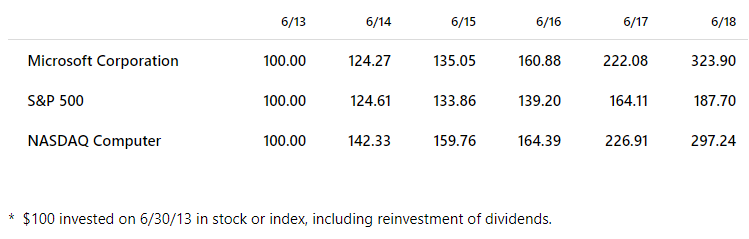 6/13 6/14 6/15 6/16 6/17 6/18
Microsoft Corporation 100.00 124.27 135.05 160.88 222.08 323.90
S&P 500 100.00 124.61 133.86 139.20 164.11 187.70
NASDAQ Computer 100.00 142.33 159.76 164.39 226.91 297.24
* $100 invested on 6/30/13 in stock or index, including reinvestment of dividends.